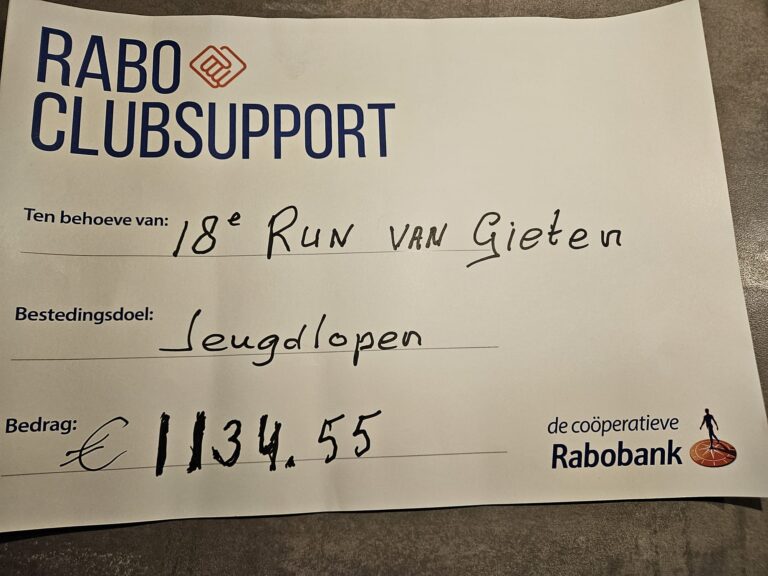 RABO
CLUBSUPPORT
Ten behoeve van: 18e Run van Gieten
Bestedingsdoel: Jeugdlopen
Bedrag: € 1134.55
de coöperatieve
Rabobank